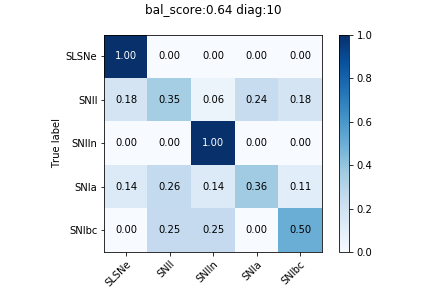 bal_score:0.64 diag:10
True label
SLSNe 1.00 0.00 0.00 0.00 0.00
SNII 0.18 0.35 0.06 0.24 0.18
SNIIn 0.00 0.00 1.00 0.00 0.00
SNIa 0.14 0.26 0.14 0.36 0.11
SNIbc 0.00 0.25 0.25 0.00 0.50
SLSNe SNII SNIIn SNIa SNIbc
1.0
0.8
0.6
0.4
0.2
0.0